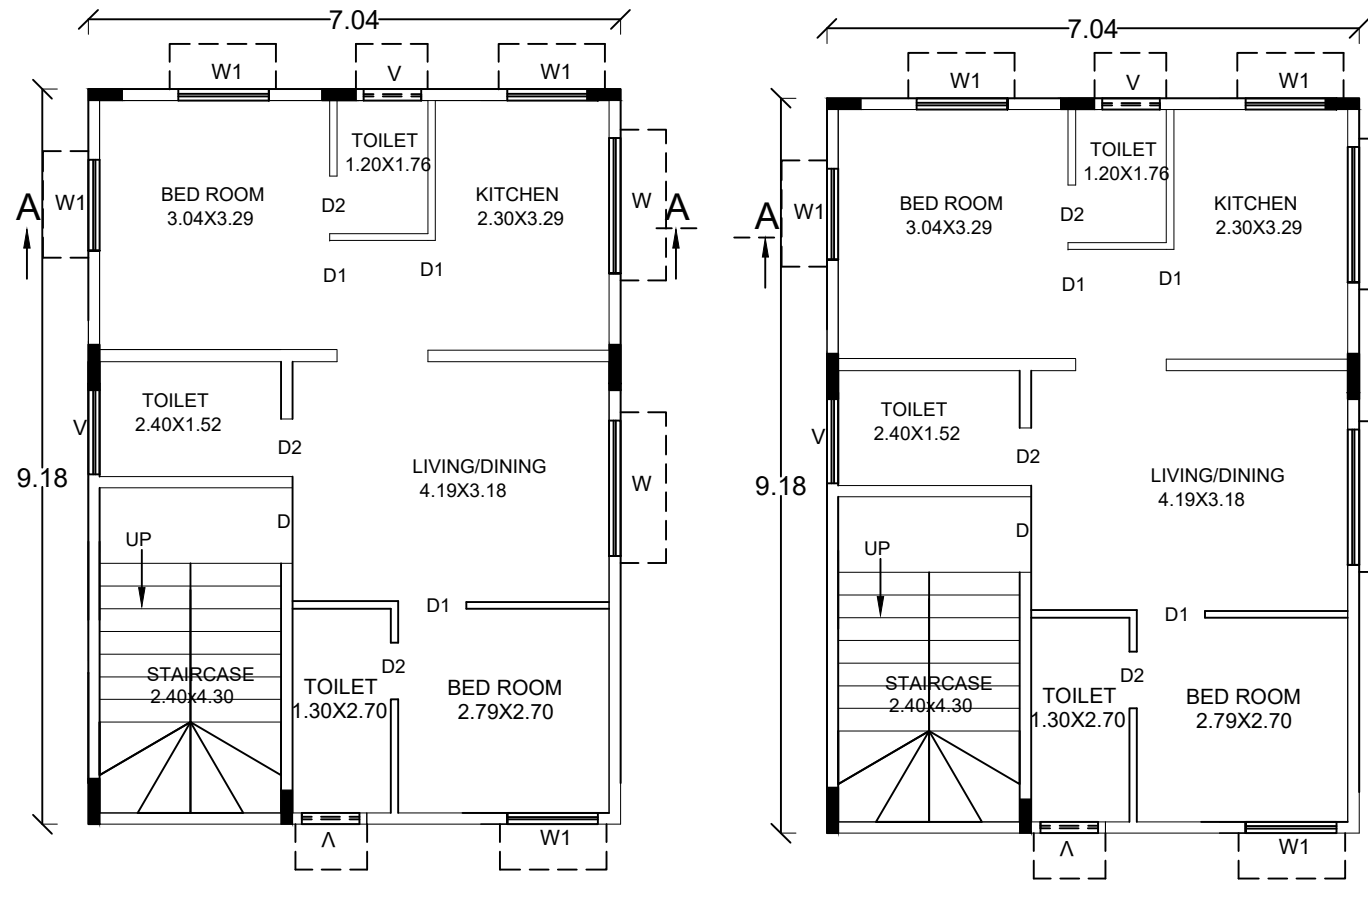 7.04
W1
V
W1
TOILET
1.20X1.76
BED ROOM
3.04X3.29
KITCHEN
2.30X3.29
W1
A
D2
W
A
D1
D1
TOILET
2.40X1.52
V
D2
9.18
LIVING/DINING
4.19X3.18
W
D
UP
D1
STAIRCASE
2.40x4.30
D2
TOILET
1.30X2.70
BED ROOM
2.79X2.70
V
W1
7.04
W1
V
W1
TOILET
1.20X1.76
BED ROOM
3.04X3.29
KITCHEN
2.30X3.29
W1
A
D2
D1
D1
TOILET
2.40X1.52
V
D2
9.18
LIVING/DINING
4.19X3.18
D
UP
D1
STAIRCASE
2.40x4.30
D2
TOILET
1.30X2.70
BED ROOM
2.79X2.70
V
W1